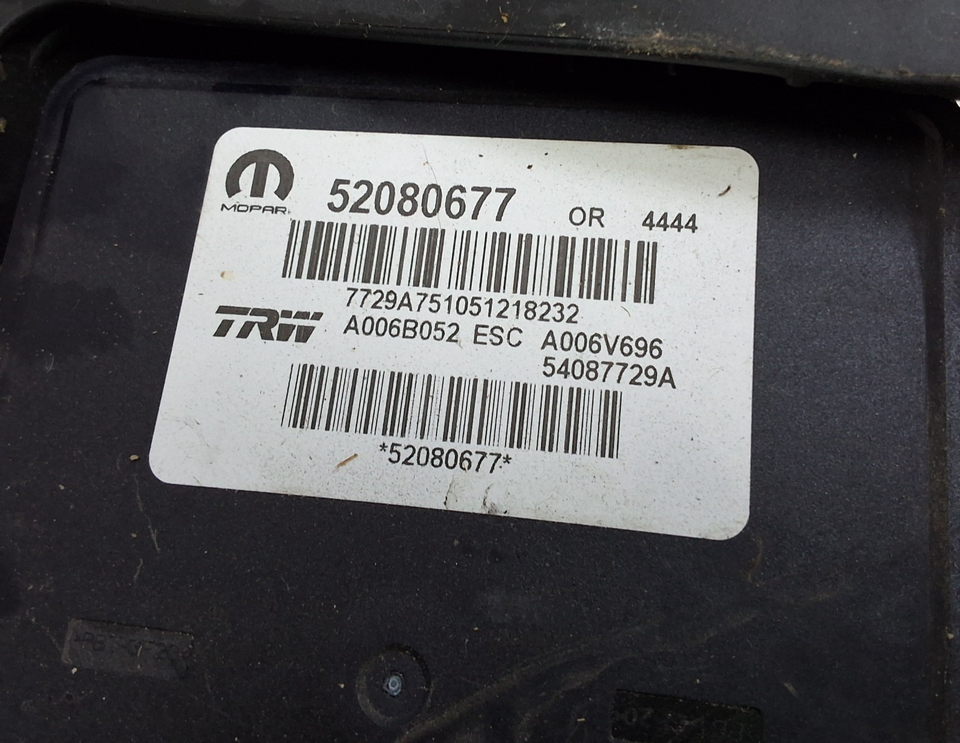 MOPAR
52080677 OR 4444
7729A751051218232
TRW
A006B052 ESC A006V696
54087729A
*52080677*